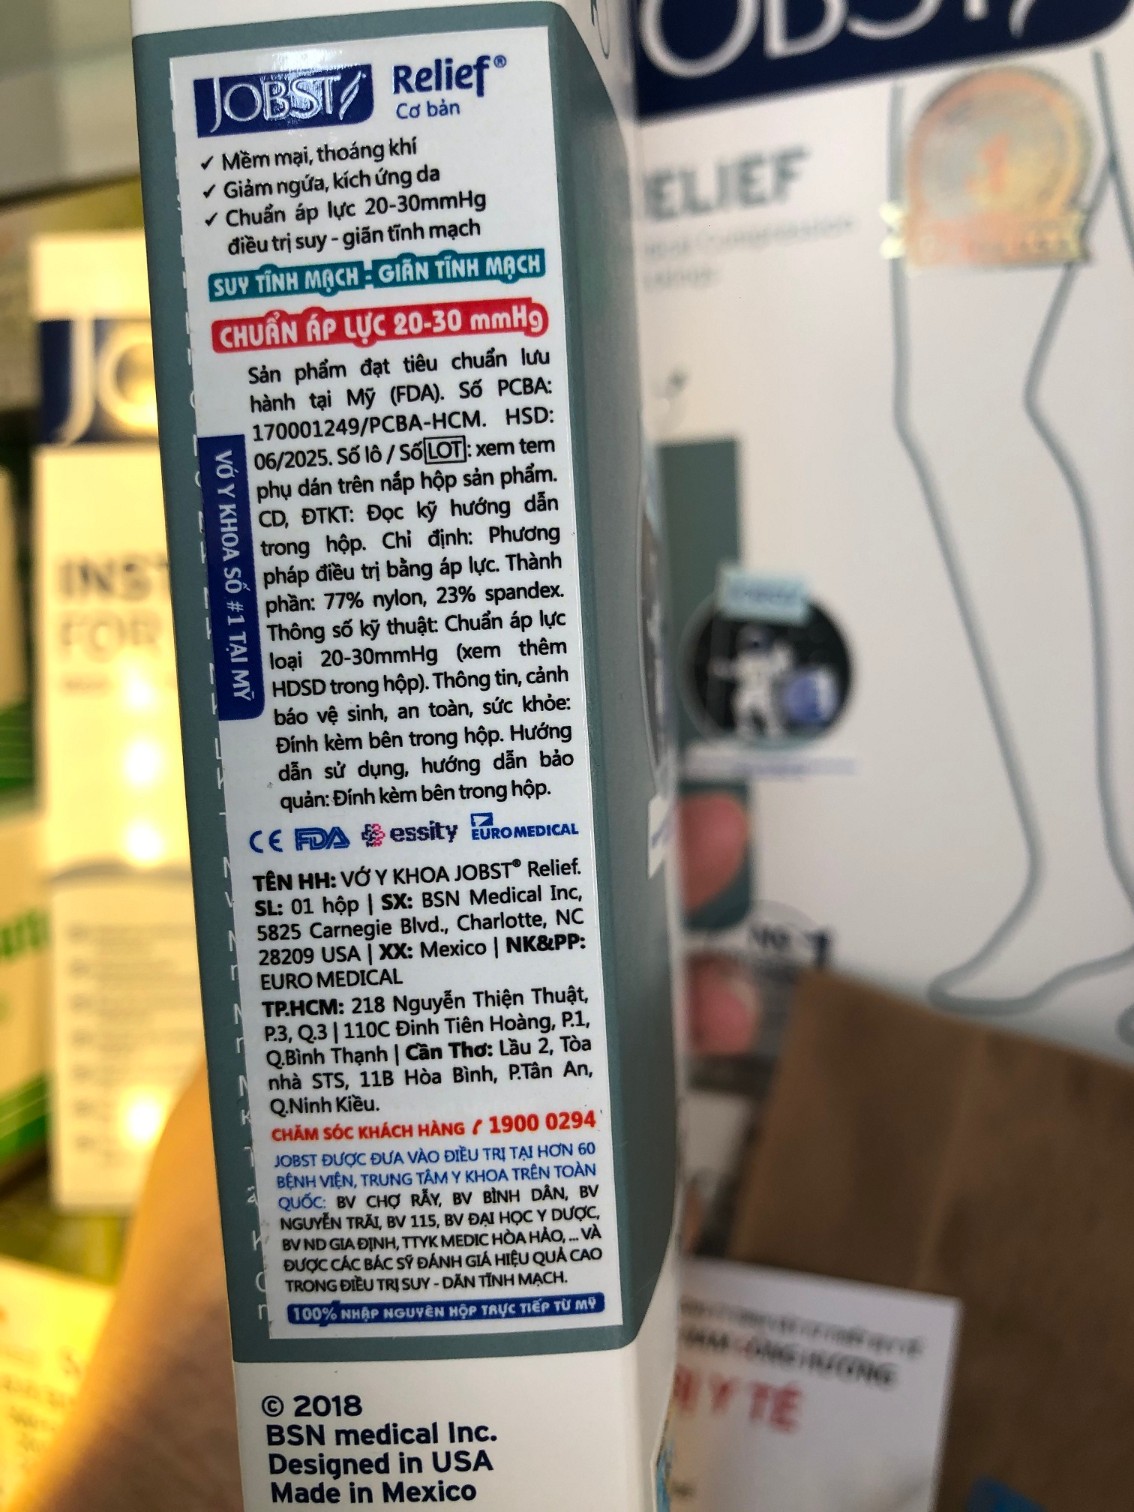 JOBST Relief®
Cơ bản
✓ Mềm mại, thoáng khí
✓ Giảm ngứa, kích ứng da
✓ Chuẩn áp lực 20-30mmHg
điều trị suy - giãn tĩnh mạch
SUY TĨNH MẠCH - GIÃN TĨNH MẠCH
CHUẨN ÁP LỰC 20-30 mmHg
Sản phẩm đạt tiêu chuẩn lưu
hành tại Mỹ (FDA). Số PCBA:
170001249/PCBA-HCM. HSD:
06/2025. Số lô / Số LOT: xem tem
phụ dán trên nắp hộp sản phẩm.
CD, ĐTKT: Đọc kỹ hướng dẫn
trong hộp. Chỉ định: Phương
pháp điều trị bằng áp lực. Thành
phần: 77% nylon, 23% spandex.
Thông số kỹ thuật: Chuẩn áp lực
loại 20-30mmHg (xem thêm
HDSD trong hộp). Thông tin, cảnh
báo vệ sinh, an toàn, sức khỏe:
Đính kèm bên trong hộp. Hướng
dẫn sử dụng, hướng dẫn bảo
quản: Đính kèm bên trong hộp.
VỚ Y KHOA SỐ #1 TẠI MỸ
CE FDA essity EUROMEDICAL
TÊN HH: VỚ Y KHOA JOBST® Relief.
SL: 01 hộp | SX: BSN Medical Inc,
5825 Carnegie Blvd., Charlotte, NC
28209 USA | XX: Mexico | NK&PP:
EURO MEDICAL
TP.HCM: 218 Nguyễn Thiện Thuật,
P.3, Q.3 | 110C Đinh Tiên Hoàng, P.1,
Q.Bình Thạnh | Cần Thơ: Lầu 2, Tòa
nhà STS, 11B Hòa Bình, P.Tân An,
Q.Ninh Kiều.
CHĂM SÓC KHÁCH HÀNG 1900 0294
JOBST ĐƯỢC ĐƯA VÀO ĐIỀU TRỊ TẠI HƠN 60
BỆNH VIỆN, TRUNG TÂM Y KHOA TRÊN TOÀN
QUỐC: BV CHỢ RẪY, BV BÌNH DÂN, BV
NGUYỄN TRÃI, BV 115, BV ĐẠI HỌC Y DƯỢC,
BV ND GIA ĐỊNH, TTYK MEDIC HÒA HẢO, ... VÀ
ĐƯỢC CÁC BÁC SỸ ĐÁNH GIÁ HIỆU QUẢ CAO
TRONG ĐIỀU TRỊ SUY - DÃN TĨNH MẠCH.
100% NHẬP NGUYÊN HỘP TRỰC TIẾP TỪ MỸ
© 2018
BSN medical Inc.
Designed in USA
Made in Mexico
OBST
ELIEF
INST
FOR
Y TẾ